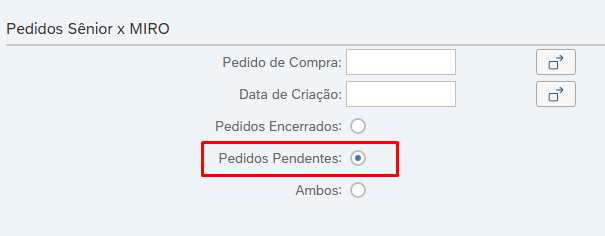 Pedidos Sênior x MIRO
Pedido de Compra:
Data de Criação:
Pedidos Encerrados:
Pedidos Pendentes:
Ambos: